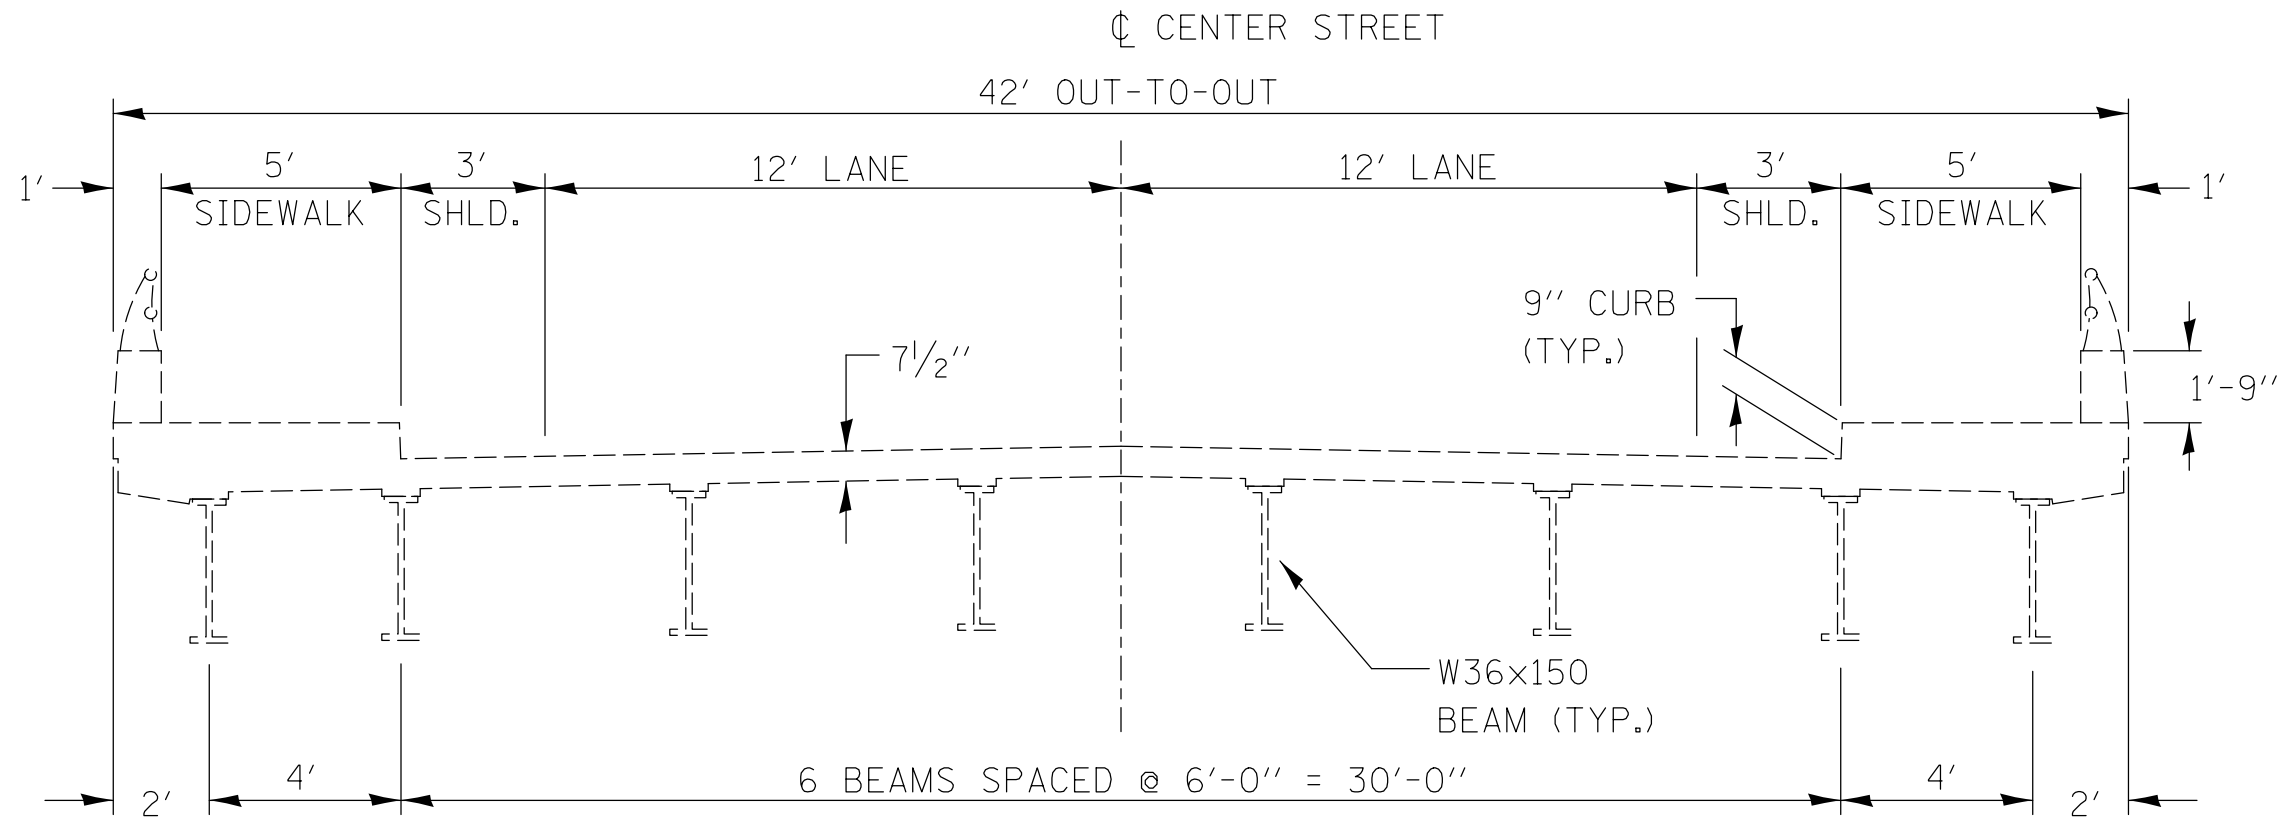 ℄ CENTER STREET
42' OUT-TO-OUT
1'
5'
SIDEWALK
3'
SHLD.
12' LANE
12' LANE
3'
SHLD.
5'
SIDEWALK
1'
9" CURB
(TYP.)
7½"
1'-9"
W36x150
BEAM (TYP.)
2'
4'
6 BEAMS SPACED @ 6'-0" = 30'-0"
4'
2'